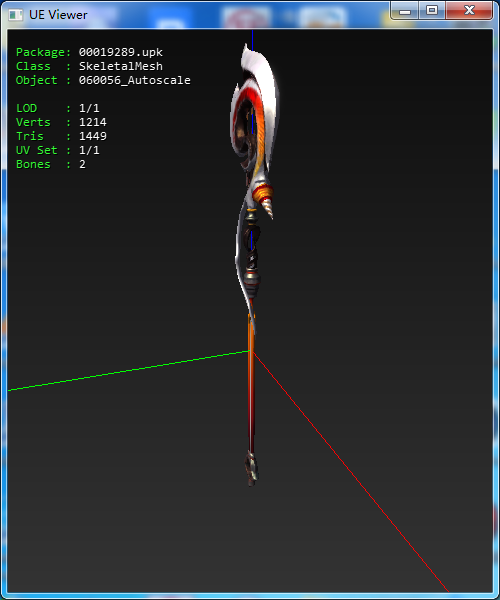 UE Viewer
Package: 00019289.upk
Class : SkeletalMesh
Object : 060056_Autoscale
LOD : 1/1
Verts : 1214
Tris : 1449
UV Set : 1/1
Bones : 2